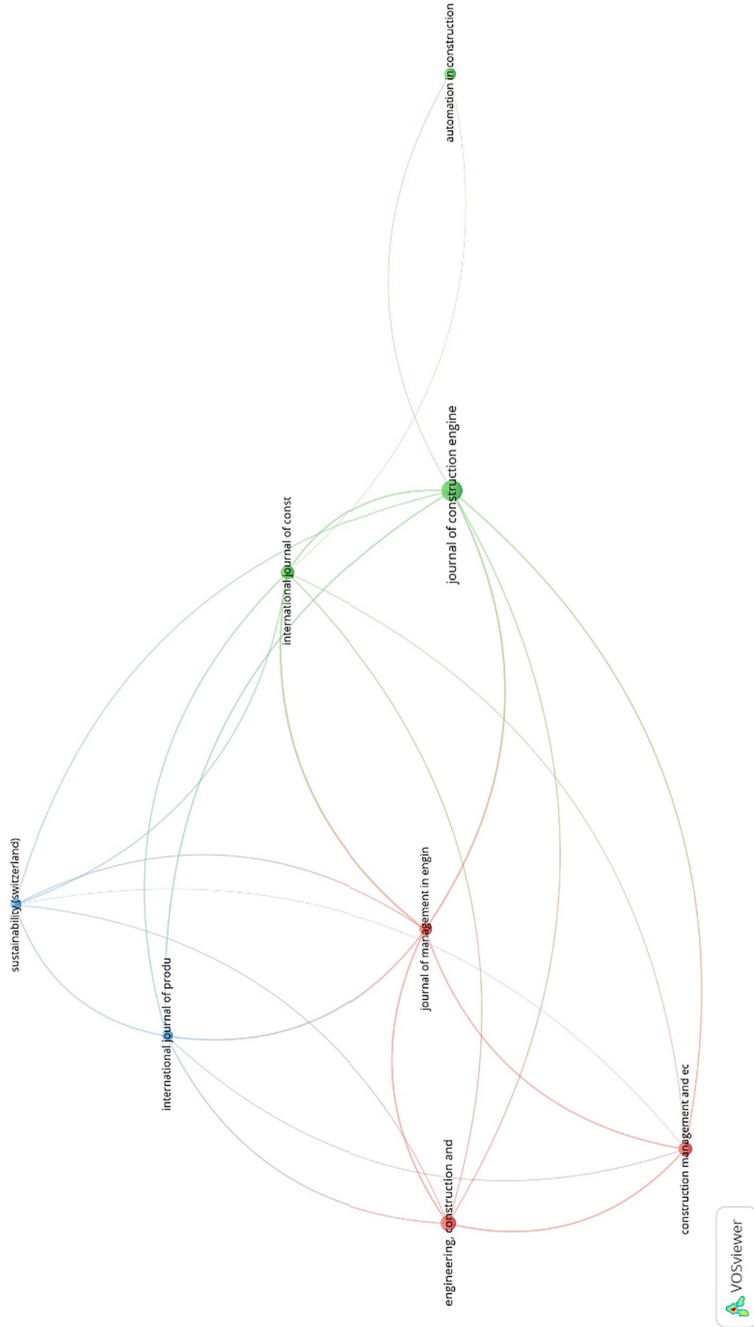 automation in construction
journal of construction engine
international journal of const
sustainability (switzerland)
journal of management in engin
international journal of produ
construction management and ec
engineering, construction and
VOSviewer